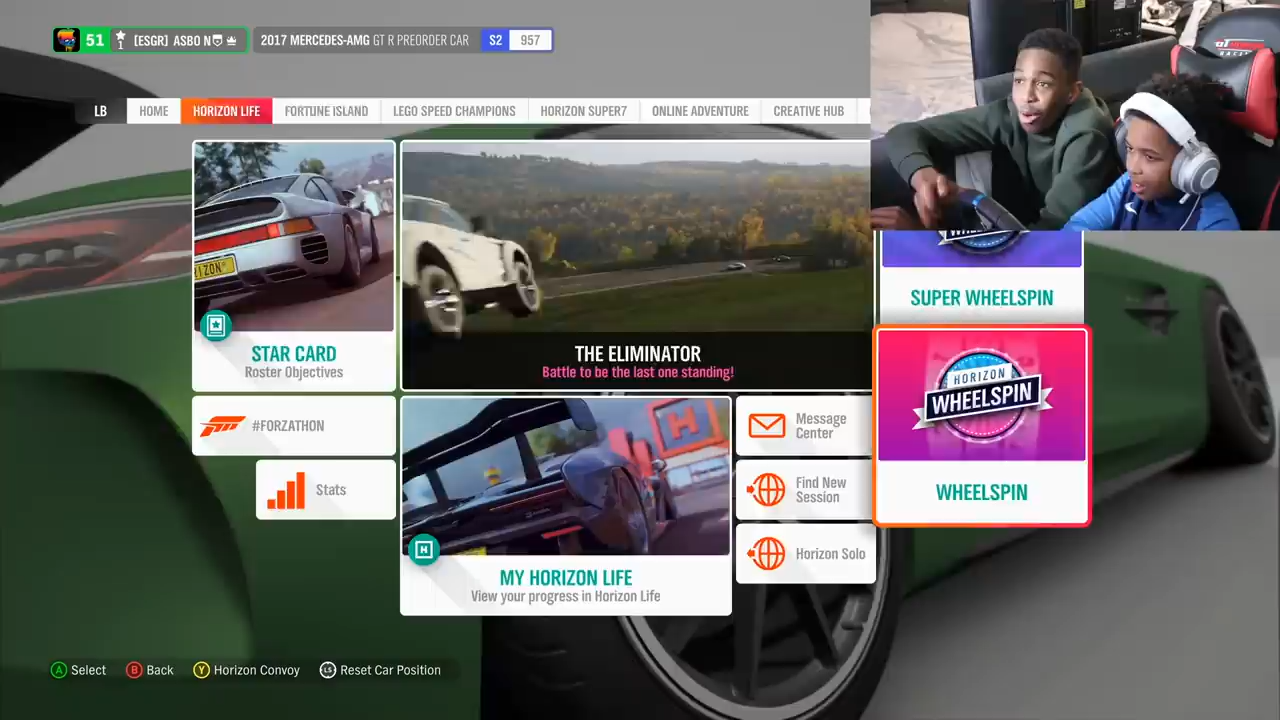 51 1 [ESGR] ASBO N
2017 MERCEDES-AMG GT R PREORDER CAR S2 957
LB HOME HORIZON LIFE FORTUNE ISLAND LEGO SPEED CHAMPIONS HORIZON SUPER7 ONLINE ADVENTURE CREATIVE HUB
STAR CARD
Roster Objectives
THE ELIMINATOR
Battle to be the last one standing!
SUPER WHEELSPIN
HORIZON
WHEELSPIN
WHEELSPIN
#FORZATHON
Stats
H
MY HORIZON LIFE
View your progress in Horizon Life
Message
Center
Find New
Session
Horizon Solo
A Select B Back Y Horizon Convoy LS Reset Car Position